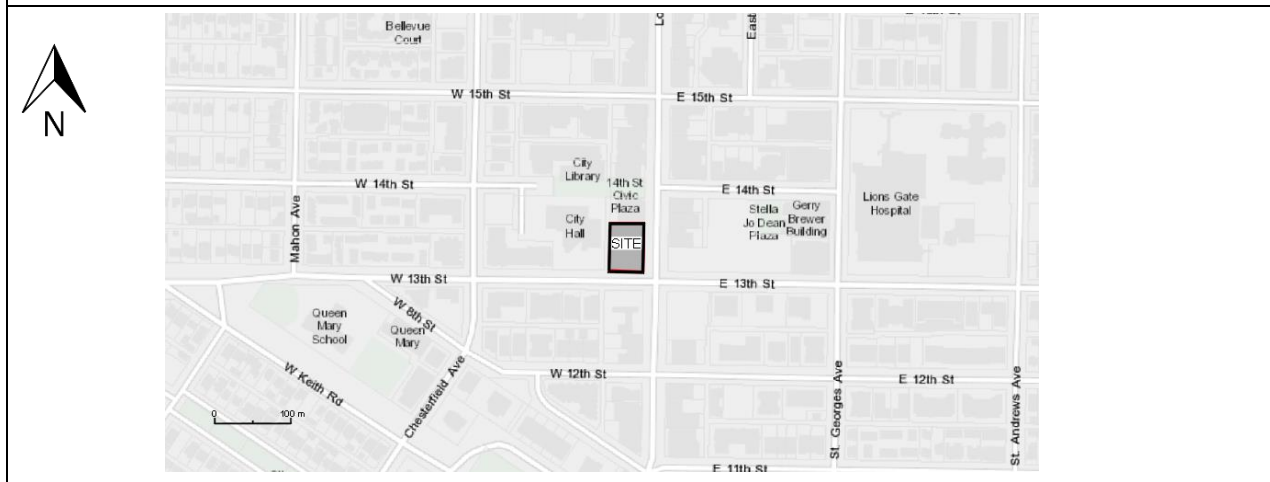 Bellevue
Court
Lo
East
W 15th St
E 15th St
City
Library
14th St
Civic
Plaza
W 14th St
E 14th St
Mahon Ave
City
Hall
SITE
Stella
Jo Dean
Plaza
Gerry
Brewer
Building
Lions Gate
Hospital
N
W 13th St
E 13th St
Queen
Mary
School
W 8th St
Queen
Mary
W Keith Rd
Chesterfield Ave
W 12th St
E 12th St
St. Georges Ave
St. Andrews Ave
0 100 m
E 11th St